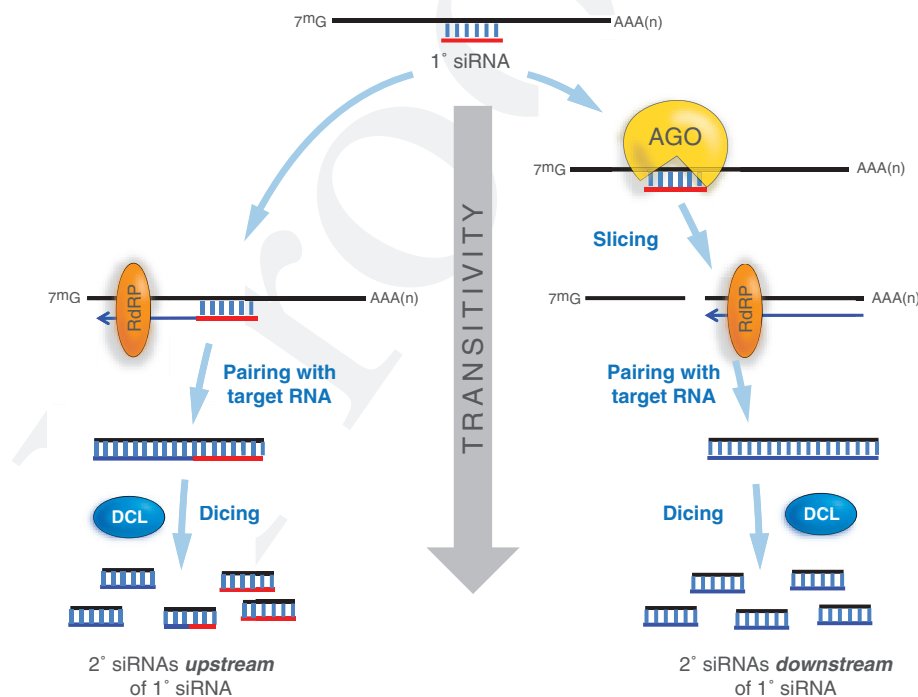 7mG AAA(n)
1° siRNA
AGO
7mG AAA(n)
Slicing
7mG RdRP AAA(n)
7mG RdRP AAA(n)
TRANSITIVITY
Pairing with
target RNA
Pairing with
target RNA
DCL Dicing
Dicing DCL
2° siRNAs upstream
of 1° siRNA
2° siRNAs downstream
of 1° siRNA